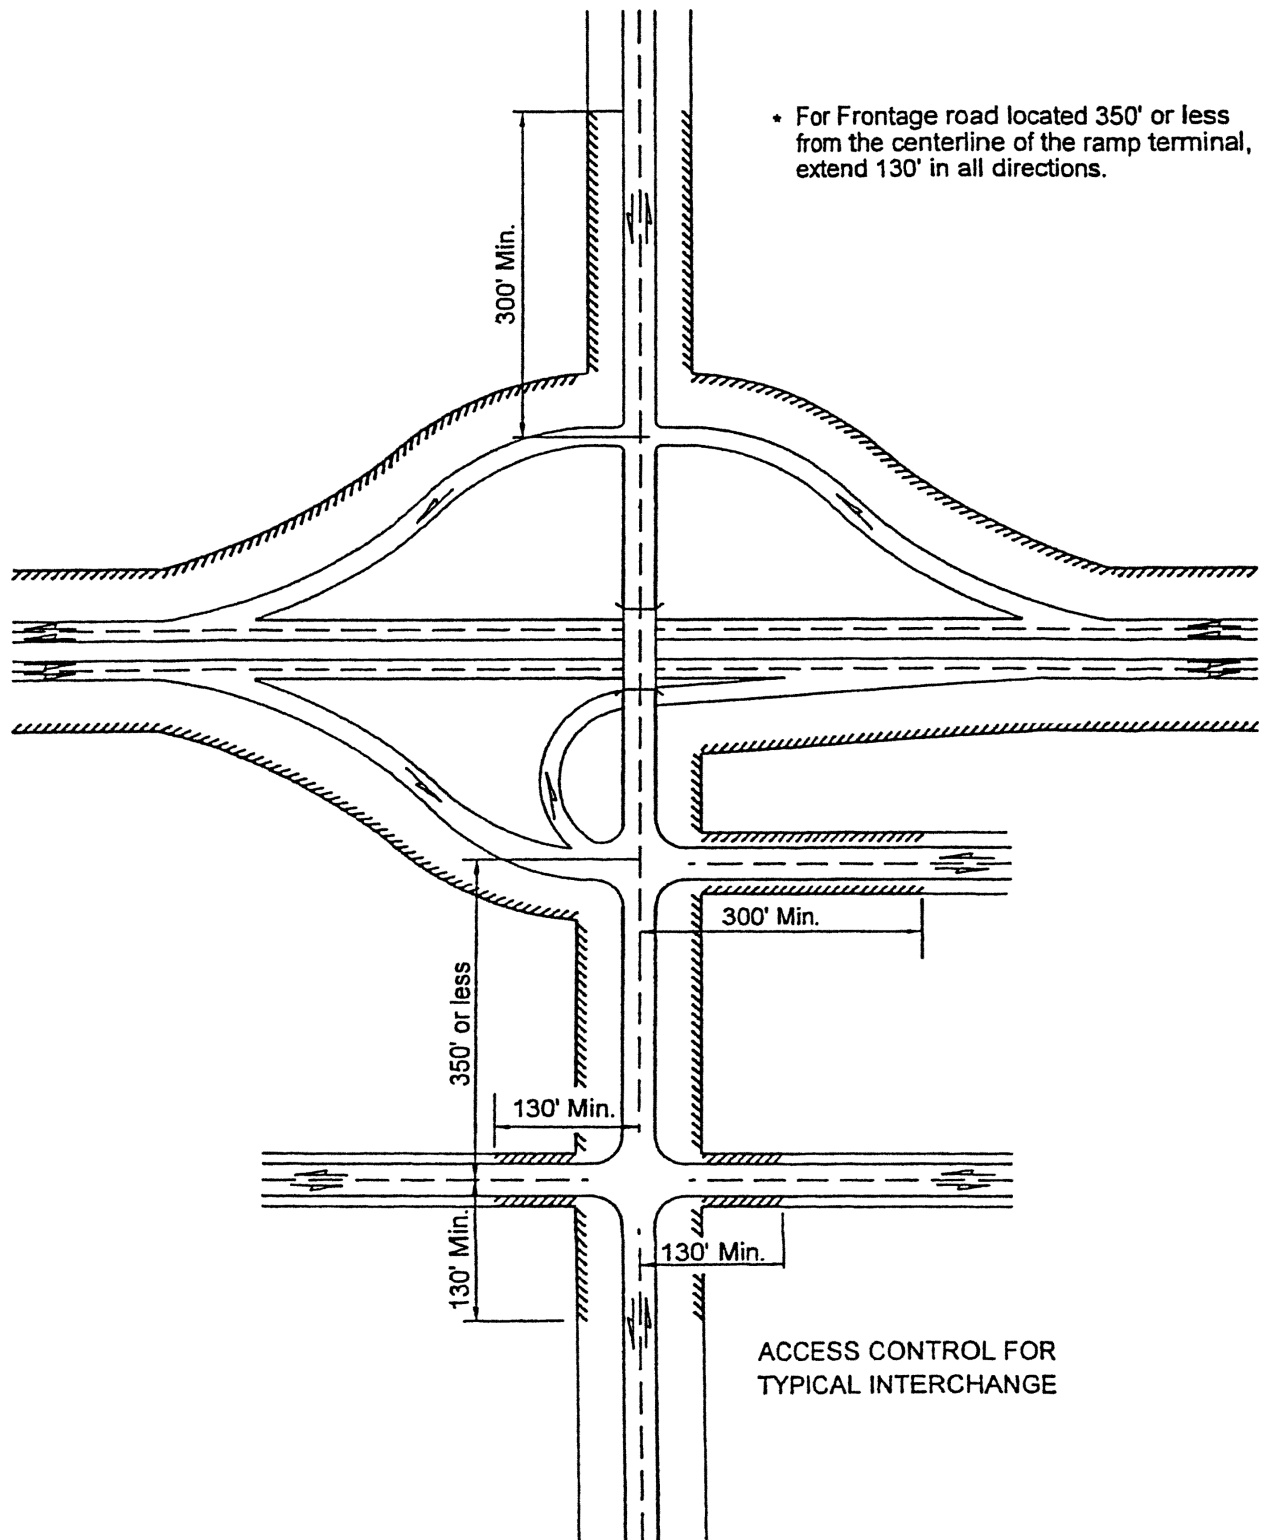 * For Frontage road located 350' or less
from the centerline of the ramp terminal,
extend 130' in all directions.
300' Min.
300' Min.
350' or less
130' Min.
130' Min.
130' Min.
ACCESS CONTROL FOR
TYPICAL INTERCHANGE